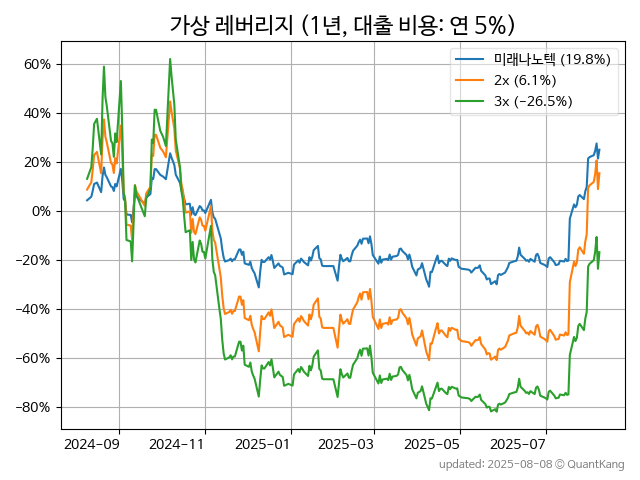 가상 레버리지 (1년, 대출 비용: 연 5%)
미래나노텍 (19.8%)
2x (6.1%)
3x (−26.5%)
60%
40%
20%
0%
−20%
−40%
−60%
−80%
2024-09
2024-11
2025-01
2025-03
2025-05
2025-07
updated: 2025-08-08 © QuantKang